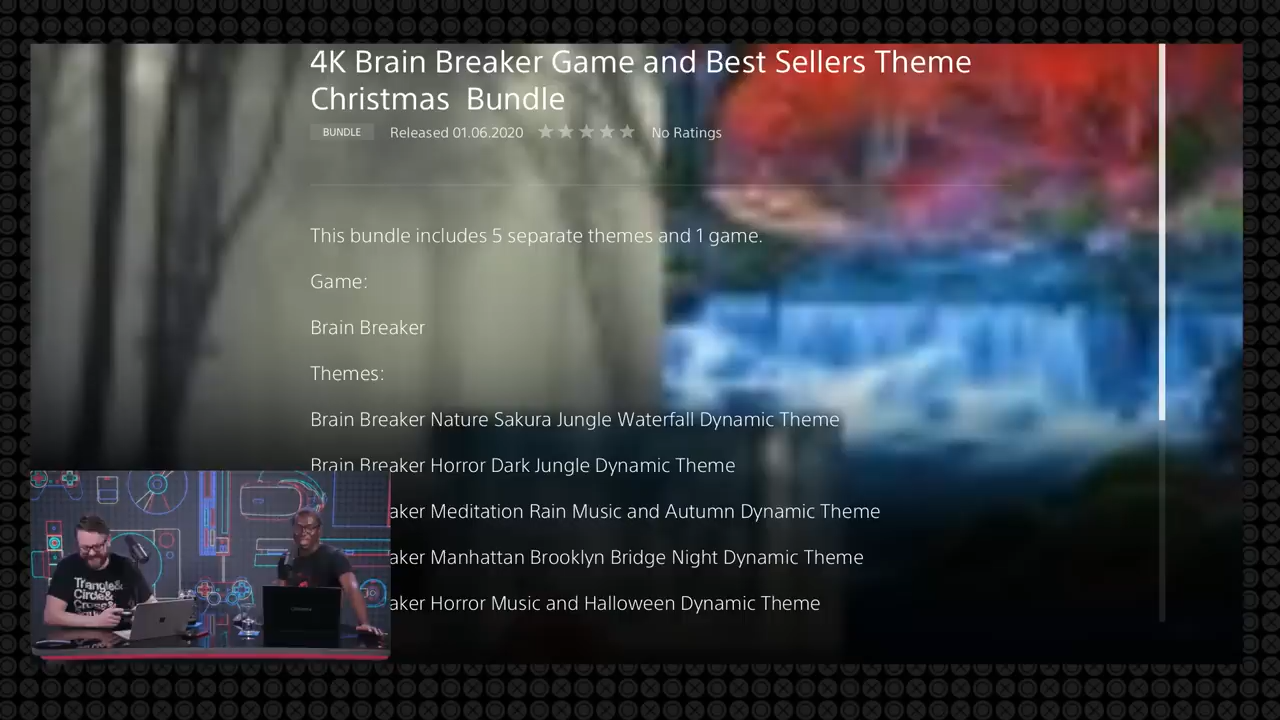 4K Brain Breaker Game and Best Sellers Theme
Christmas Bundle
BUNDLE Released 01.06.2020 No Ratings
This bundle includes 5 separate themes and 1 game.
Game:
Brain Breaker
Themes:
Brain Breaker Nature Sakura Jungle Waterfall Dynamic Theme
Brain Breaker Horror Dark Jungle Dynamic Theme
aker Meditation Rain Music and Autumn Dynamic Theme
aker Manhattan Brooklyn Bridge Night Dynamic Theme
aker Horror Music and Halloween Dynamic Theme
Triangle&
Circle&
Cross&